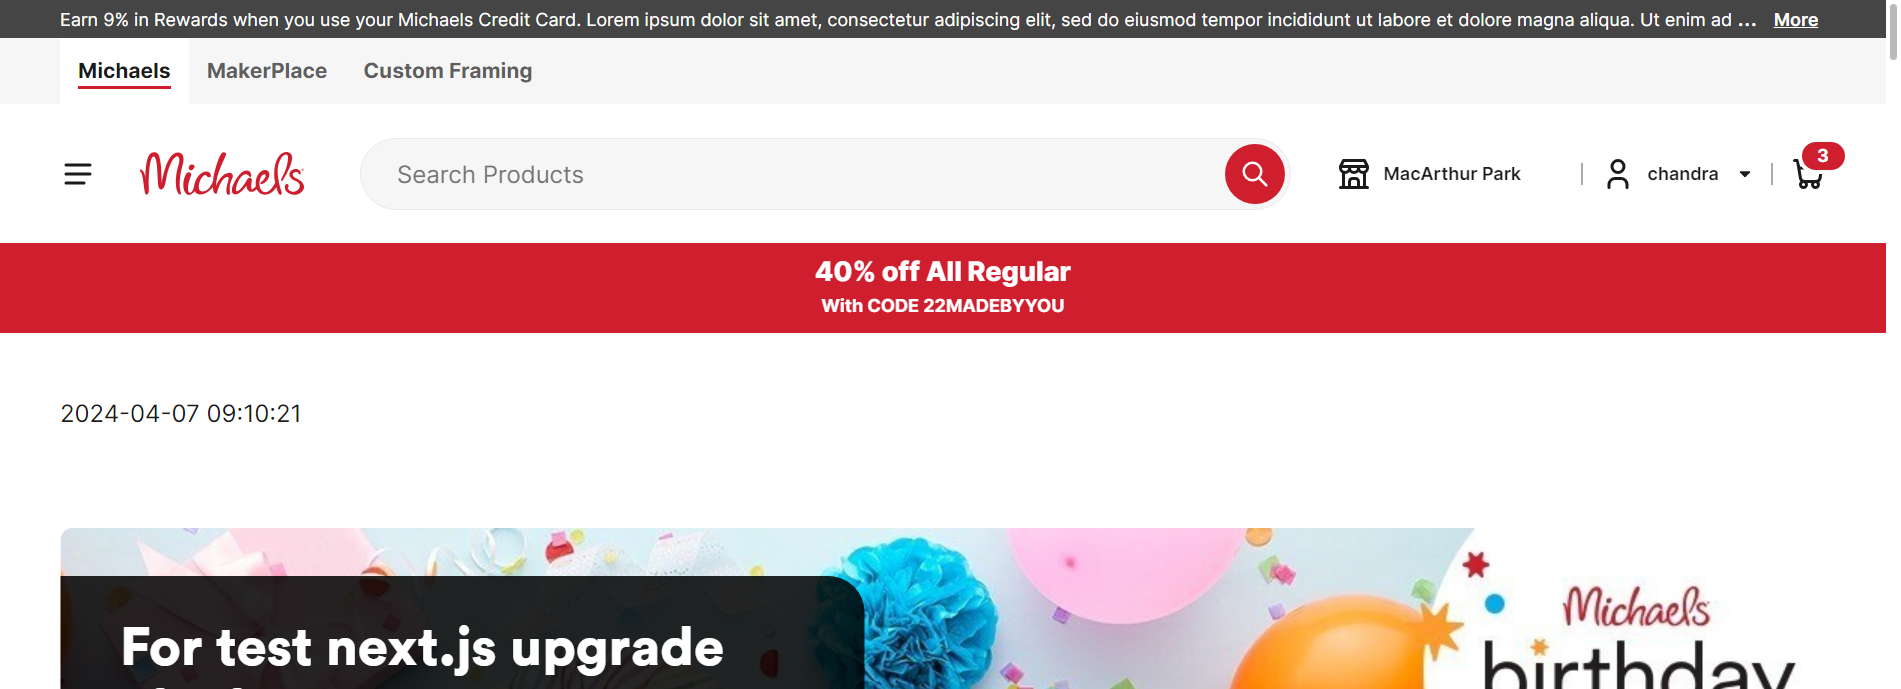 Earn 9% in Rewards when you use your Michaels Credit Card. Lorem ipsum dolor sit amet, consectetur adipiscing elit, sed do eiusmod tempor incididunt ut labore et dolore magna aliqua. Ut enim ad ... More
Michaels MakerPlace Custom Framing
Michaels Search Products MacArthur Park chandra 3
40% off All Regular
With CODE 22MADEBYYOU
2024-04-07 09:10:21
Michaels
For test next.js upgrade
birthday